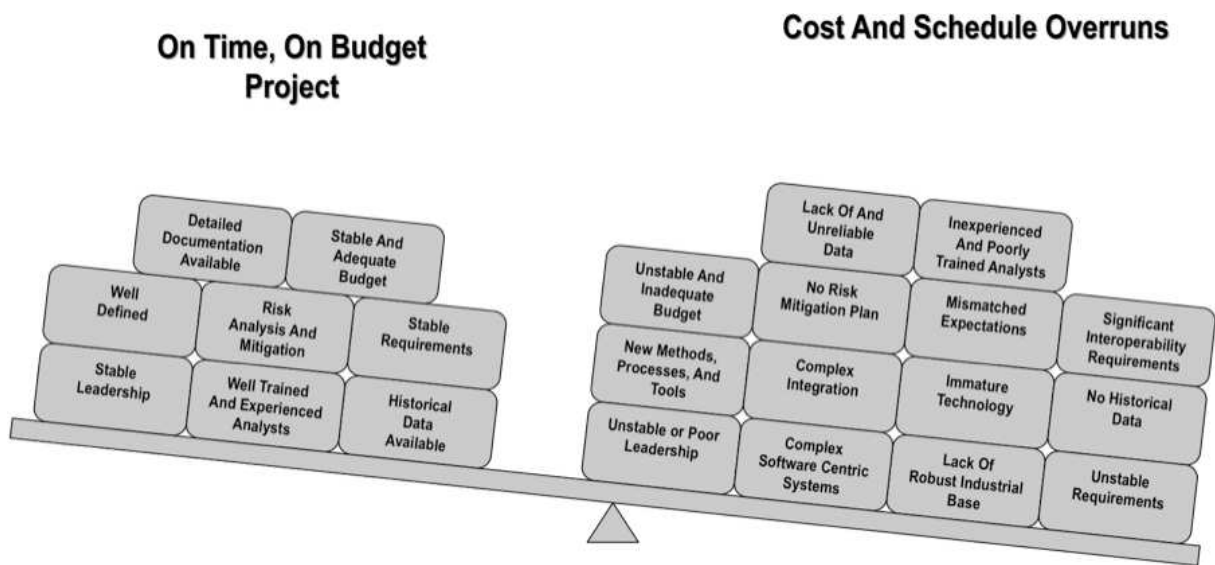 On Time, On Budget
Project
Cost And Schedule Overruns
Detailed
Documentation
Available
Stable And
Adequate
Budget
Well
Defined
Risk
Analysis And
Mitigation
Stable
Requirements
Stable
Leadership
Well Trained
And Experienced
Analysts
Historical
Data
Available
Lack Of And
Unreliable
Data
Inexperienced
And Poorly
Trained Analysts
Unstable And
Inadequate
Budget
No Risk
Mitigation Plan
Mismatched
Expectations
Significant
Interoperability
Requirements
New Methods,
Processes, And
Tools
Complex
Integration
Immature
Technology
No Historical
Data
Unstable or Poor
Leadership
Complex
Software Centric
Systems
Lack Of
Robust Industrial
Base
Unstable
Requirements